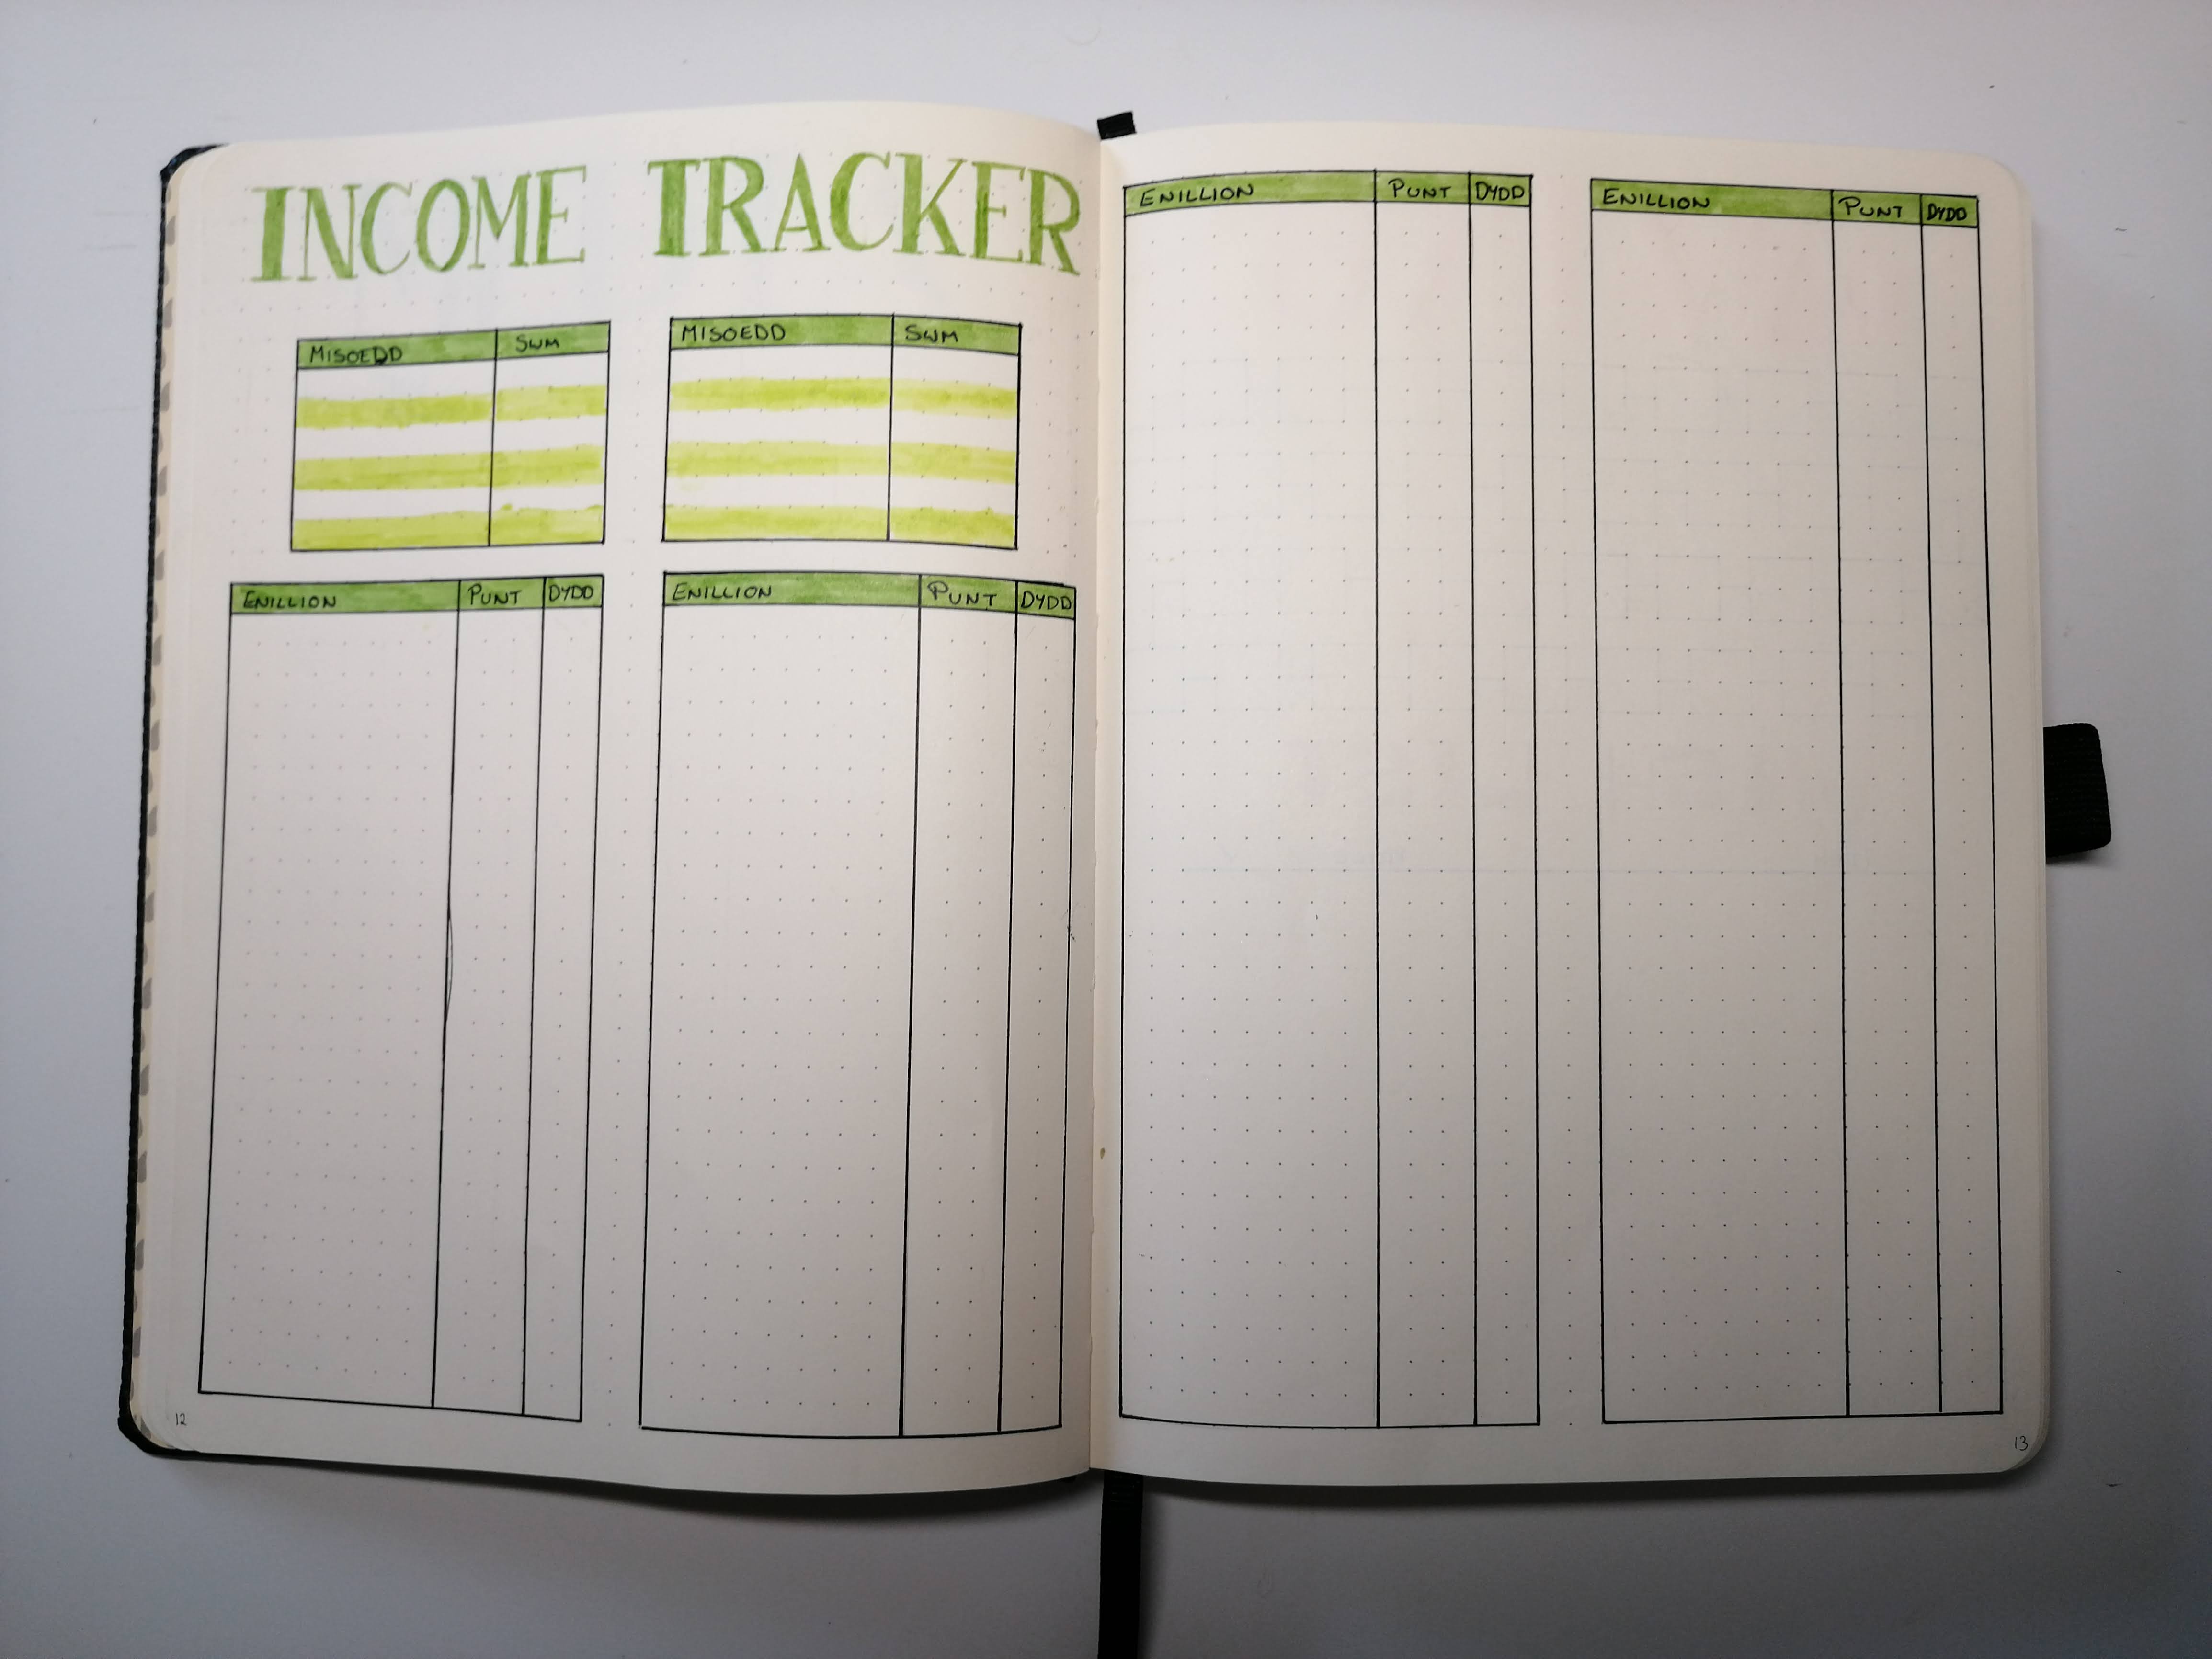 INCOME TRACKER
MISOEDD SWM
MISOEDD SWM
ENILLION PUNT DYDD
ENILLION PUNT DYDD
12
ENILLION PUNT DYDD
ENILLION PUNT DYDD
13